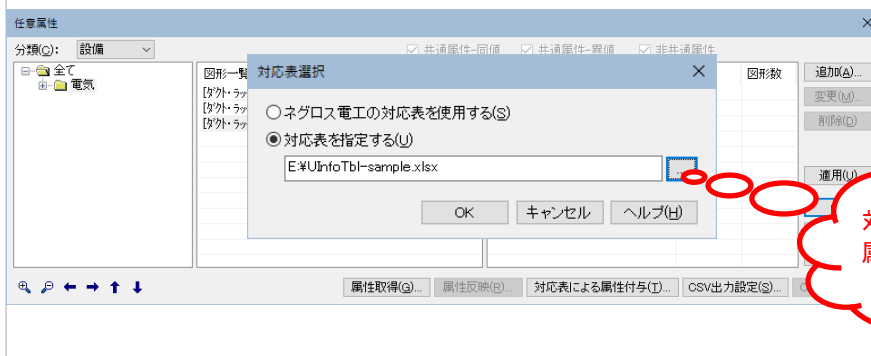 任意属性
分類(C): 設備 共通属性-同値 共通属性-異値 非共通属性
全て
電気
図形一覧
[ダクト・ラッ
[ダクト・ラッ
[ダクト・ラッ
図形数
追加(A)...
変更(M)...
削除(D)
適用(U)
対応表選択
ネグロス電工の対応表を使用する(S)
対応表を指定する(U)
E:¥UInfoTbl-sample.xlsx
...
OK キャンセル ヘルプ(H)
属性取得(G)... 属性反映(R)... 対応表による属性付与(T)... CSV出力設定(S)...